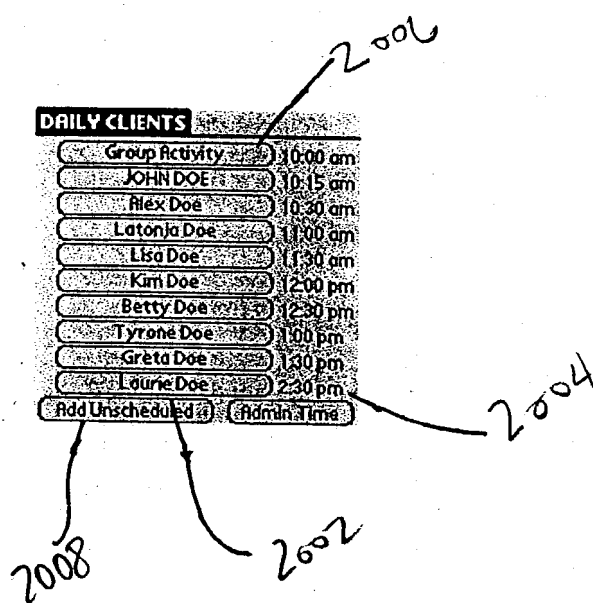 2006
DAILY CLIENTS
Group Activity 10:00 am
JOHN DOE 10:15 am
Alex Doe 10:30 am
Latonja Doe 11:00 am
Lisa Doe 11:30 am
Kim Doe 12:00 pm
Betty Doe 12:30 pm
Tyrone Doe 1:00 pm
Greta Doe 1:30 pm
Laurie Doe 2:30 pm
Add Unscheduled Admin Time
2004
2008 2002